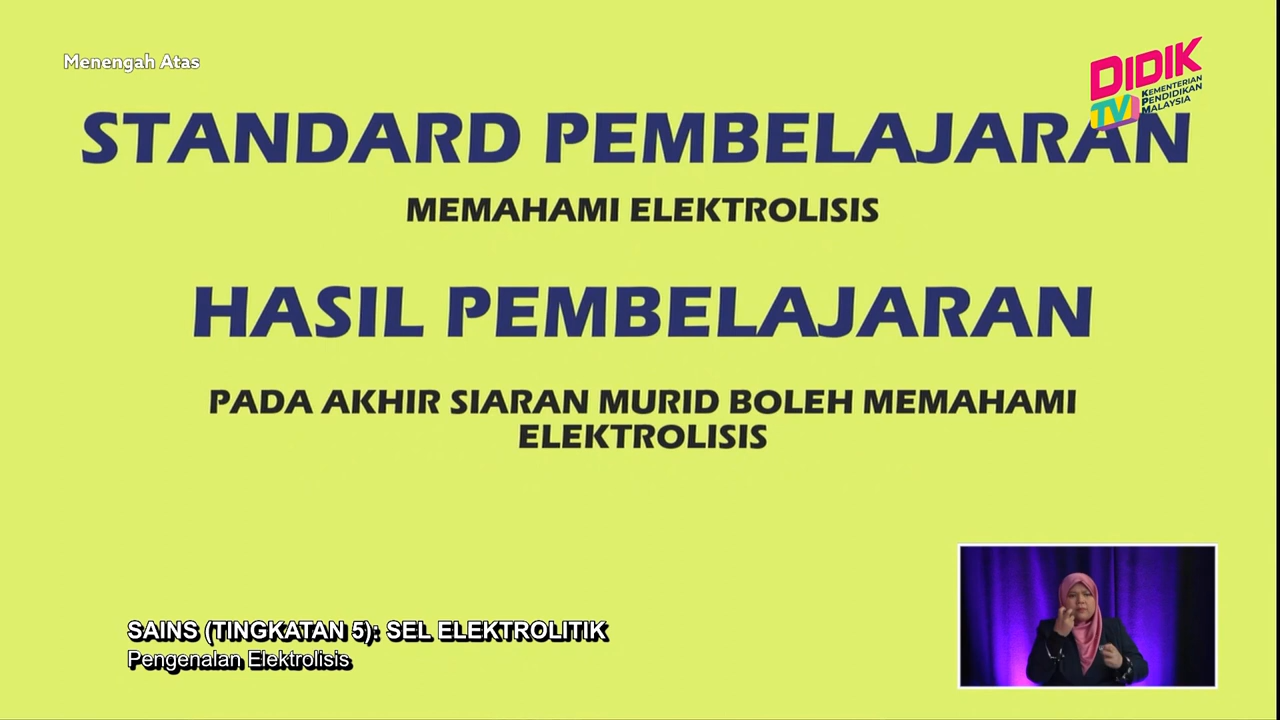 Menengah Atas
DIDIK
TV
KEMENTERIAN
PENDIDIKAN
MALAYSIA
STANDARD PEMBELAJARAN
MEMAHAMI ELEKTROLISIS
HASIL PEMBELAJARAN
PADA AKHIR SIARAN MURID BOLEH MEMAHAMI
ELEKTROLISIS
SAINS (TINGKATAN 5): SEL ELEKTROLITIK
Pengenalan Elektrolisis